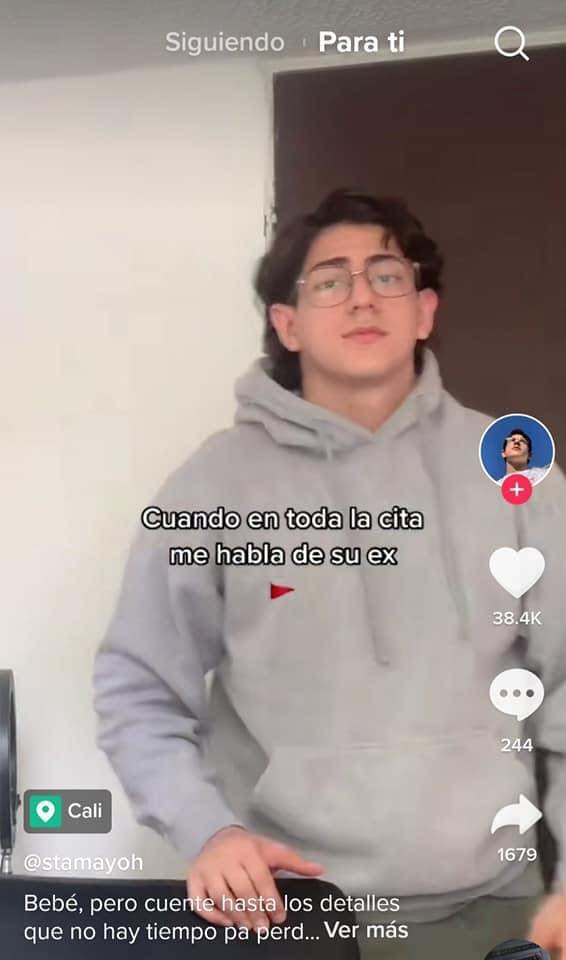 Siguiendo Para ti
Cuando en toda la cita
me habla de su ex
38.4K
244
Cali
1679
@stamayoh
Bebé, pero cuente hasta los detalles
que no hay tiempo pa perd... Ver más